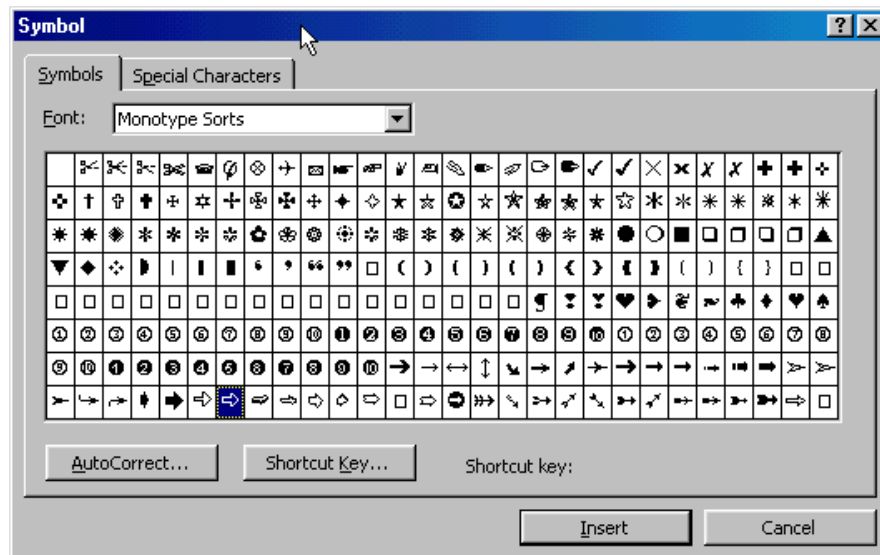 Symbol
Symbols Special Characters
Font: Monotype Sorts
AutoCorrect... Shortcut Key... Shortcut key:
Insert Cancel